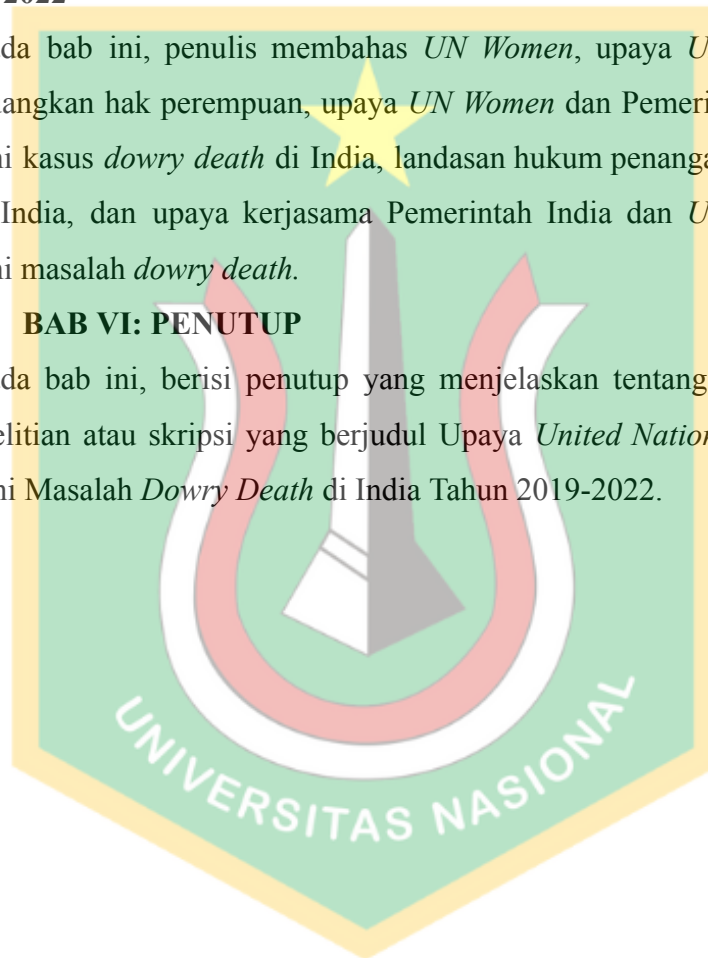 2022
da bab ini, penulis membahas UN Women, upaya U
angkan hak perempuan, upaya UN Women dan Pemeri
ni kasus dowry death di India, landasan hukum penanga
India, dan upaya kerjasama Pemerintah India dan U
ni masalah dowry death.
BAB VI: PENUTUP
da bab ini, berisi penutup yang menjelaskan tentang
elitian atau skripsi yang berjudul Upaya United Nation
ni Masalah Dowry Death di India Tahun 2019-2022.
UNIVERSITAS NASIONAL